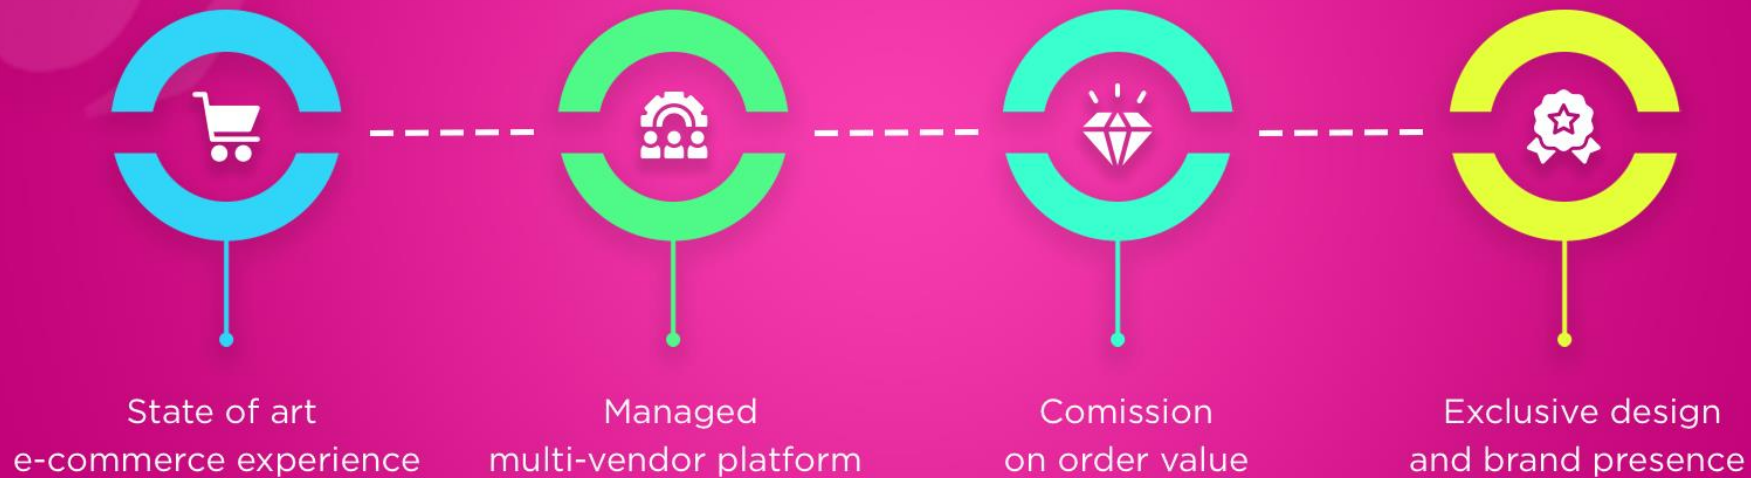 State of art
e-commerce experience
Managed
multi-vendor platform
Comission
on order value
Exclusive design
and brand presence